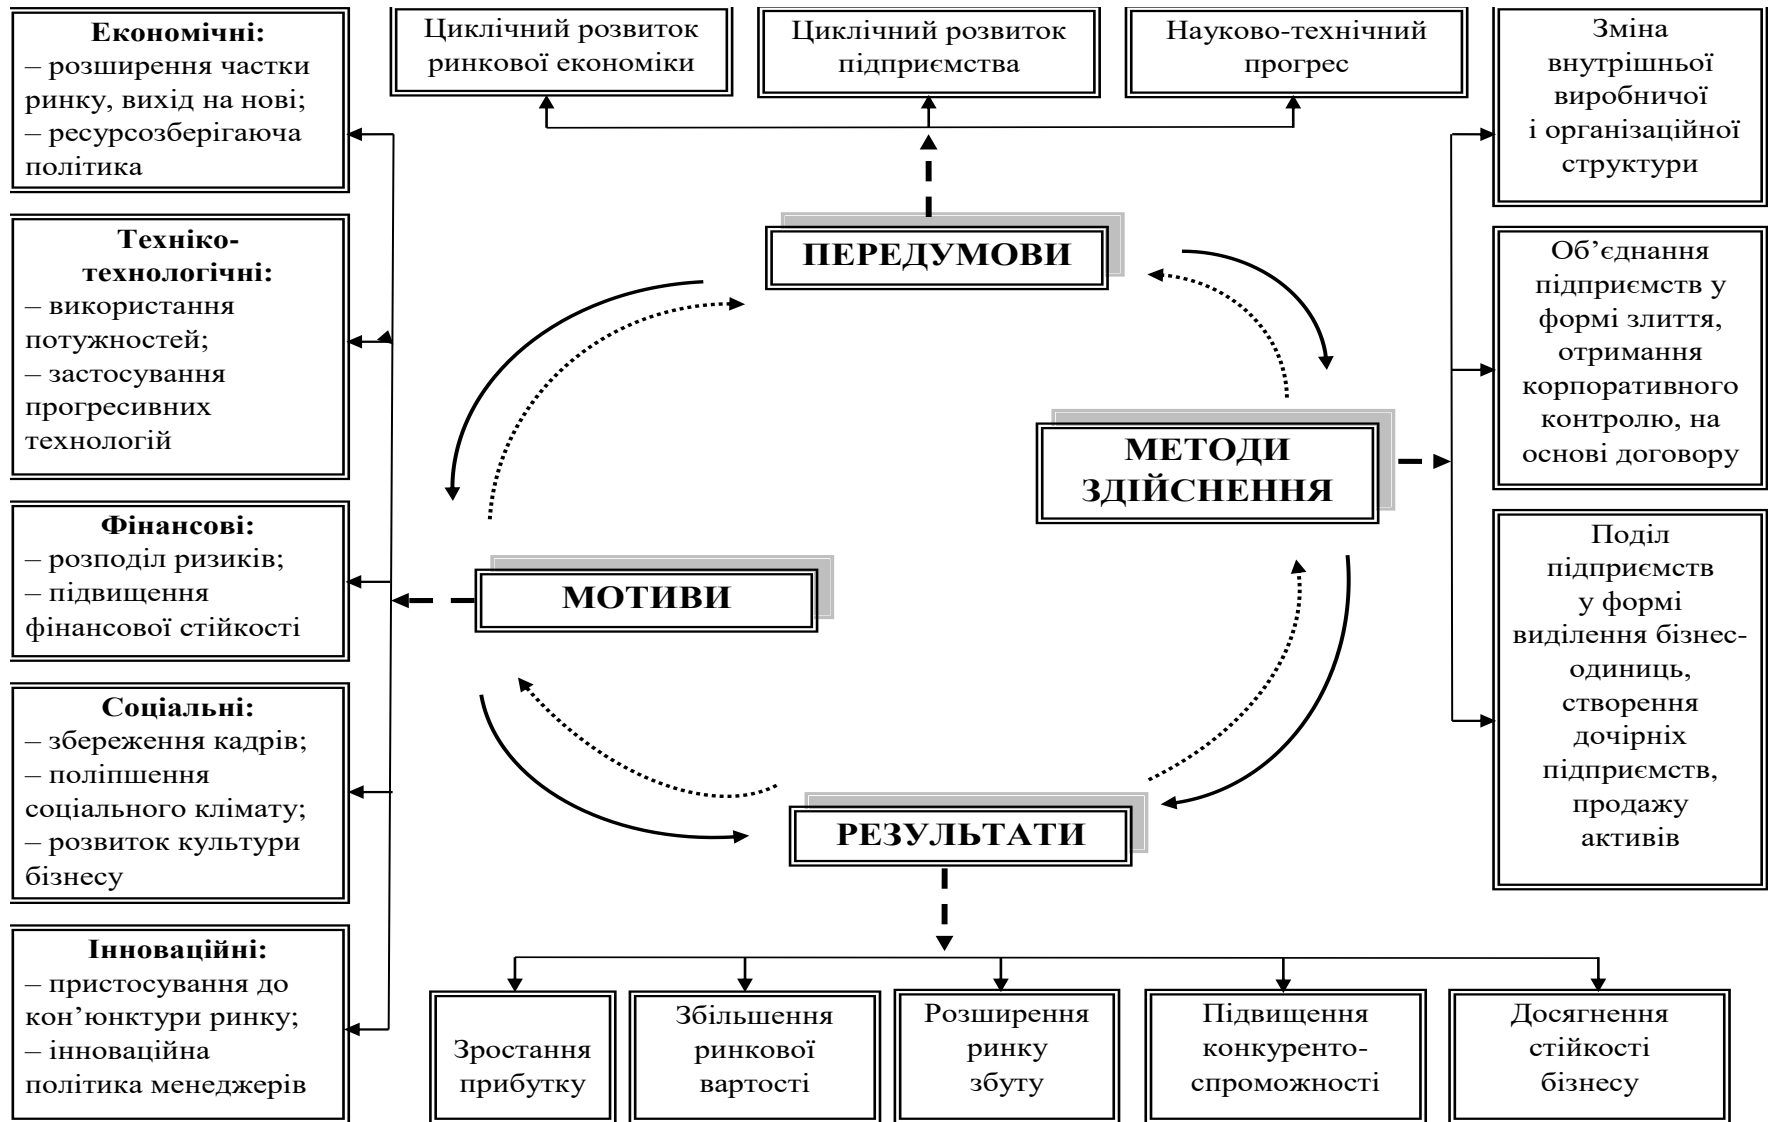 Економічні:
– розширення частки
ринку, вихід на нові;
– ресурсозберігаюча
політика
Циклічний розвиток
ринкової економіки
Циклічний розвиток
підприємства
Науково-технічний
прогрес
Зміна
внутрішньої
виробничої
і організаційної
структури
Техніко-
технологічні:
– використання
потужностей;
– застосування
прогресивних
технологій
ПЕРЕДУМОВИ
Об’єднання
підприємств у
формі злиття,
отримання
корпоративного
контролю, на
основі договору
МЕТОДИ
ЗДІЙСНЕННЯ
Фінансові:
– розподіл ризиків;
– підвищення
фінансової стійкості
МОТИВИ
Поділ
підприємств
у формі
виділення бізнес-
одиниць,
створення
дочірніх
підприємств,
продажу
активів
Соціальні:
– збереження кадрів;
– поліпшення
соціального клімату;
– розвиток культури
бізнесу
РЕЗУЛЬТАТИ
Інноваційні:
– пристосування до
кон’юнктури ринку;
– інноваційна
політика менеджерів
Зростання
прибутку
Збільшення
ринкової
вартості
Розширення
ринку
збуту
Підвищення
конкуренто-
спроможності
Досягнення
стійкості
бізнесу